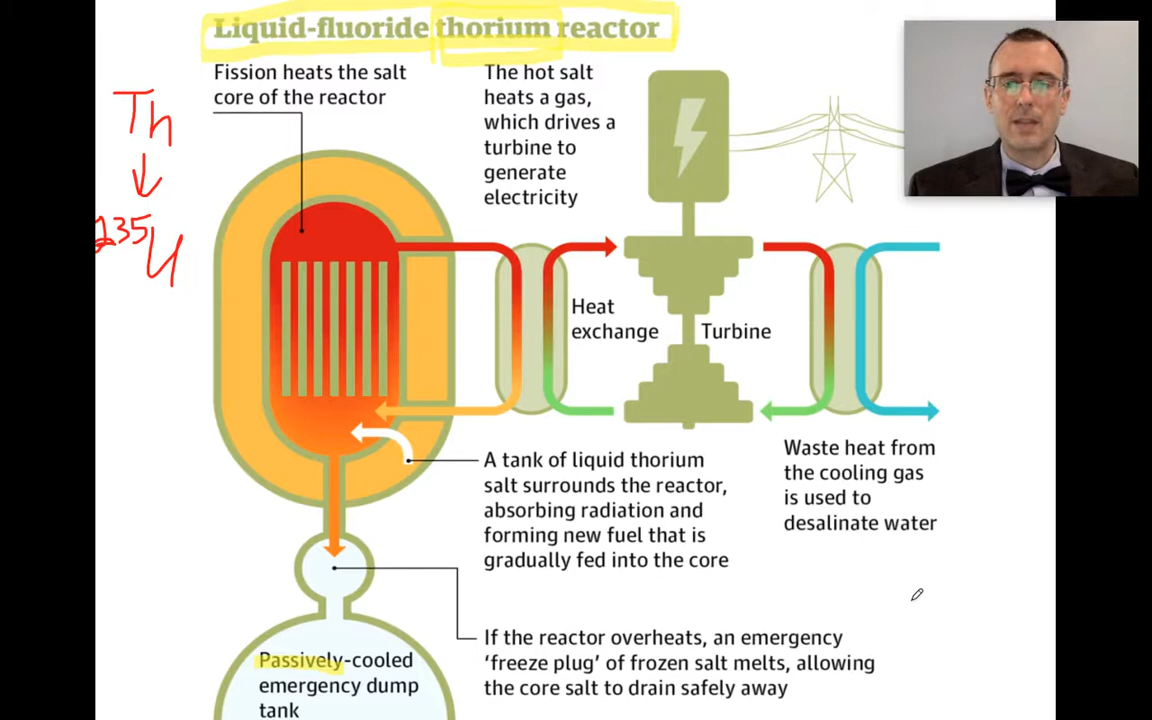 Liquid-fluoride thorium reactor
Fission heats the salt
core of the reactor
The hot salt
heats a gas,
which drives a
turbine to
generate
electricity
Th
235U
Heat
exchange
Turbine
A tank of liquid thorium
salt surrounds the reactor,
absorbing radiation and
forming new fuel that is
gradually fed into the core
Waste heat from
the cooling gas
is used to
desalinate water
If the reactor overheats, an emergency
‘freeze plug’ of frozen salt melts, allowing
the core salt to drain safely away
Passively-cooled
emergency dump
tank